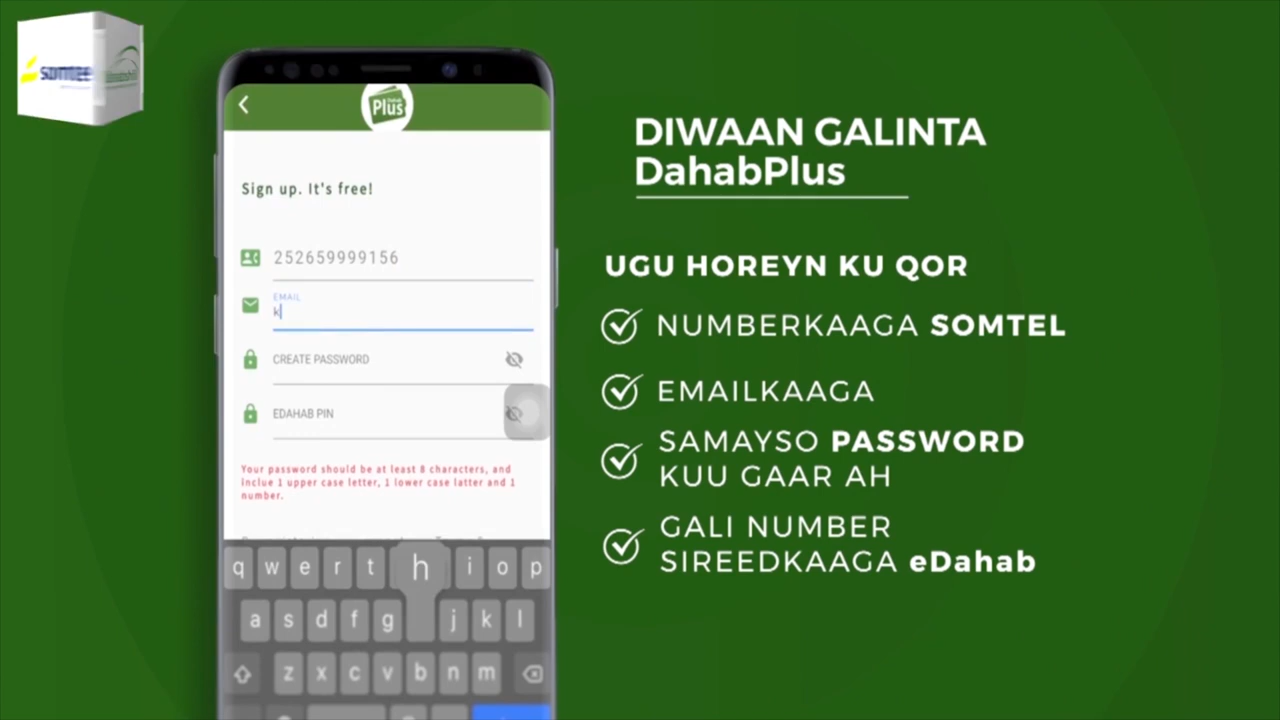 SOMTEL
Dahab
Plus
Sign up. It's free!
252659999156
EMAIL
k
CREATE PASSWORD
EDAHAB PIN
Your password should be at least 8 characters, and
inclue 1 upper case letter, 1 lower case latter and 1
number.
q w e r t h i o p
a s d f g j k l
z x c v b n m
DIWAAN GALINTA
DahabPlus
UGU HOREYN KU QOR
NUMBERKAAGA SOMTEL
EMAILKAAGA
SAMAYSO PASSWORD
KUU GAAR AH
GALI NUMBER
SIREEDKAAGA eDahab